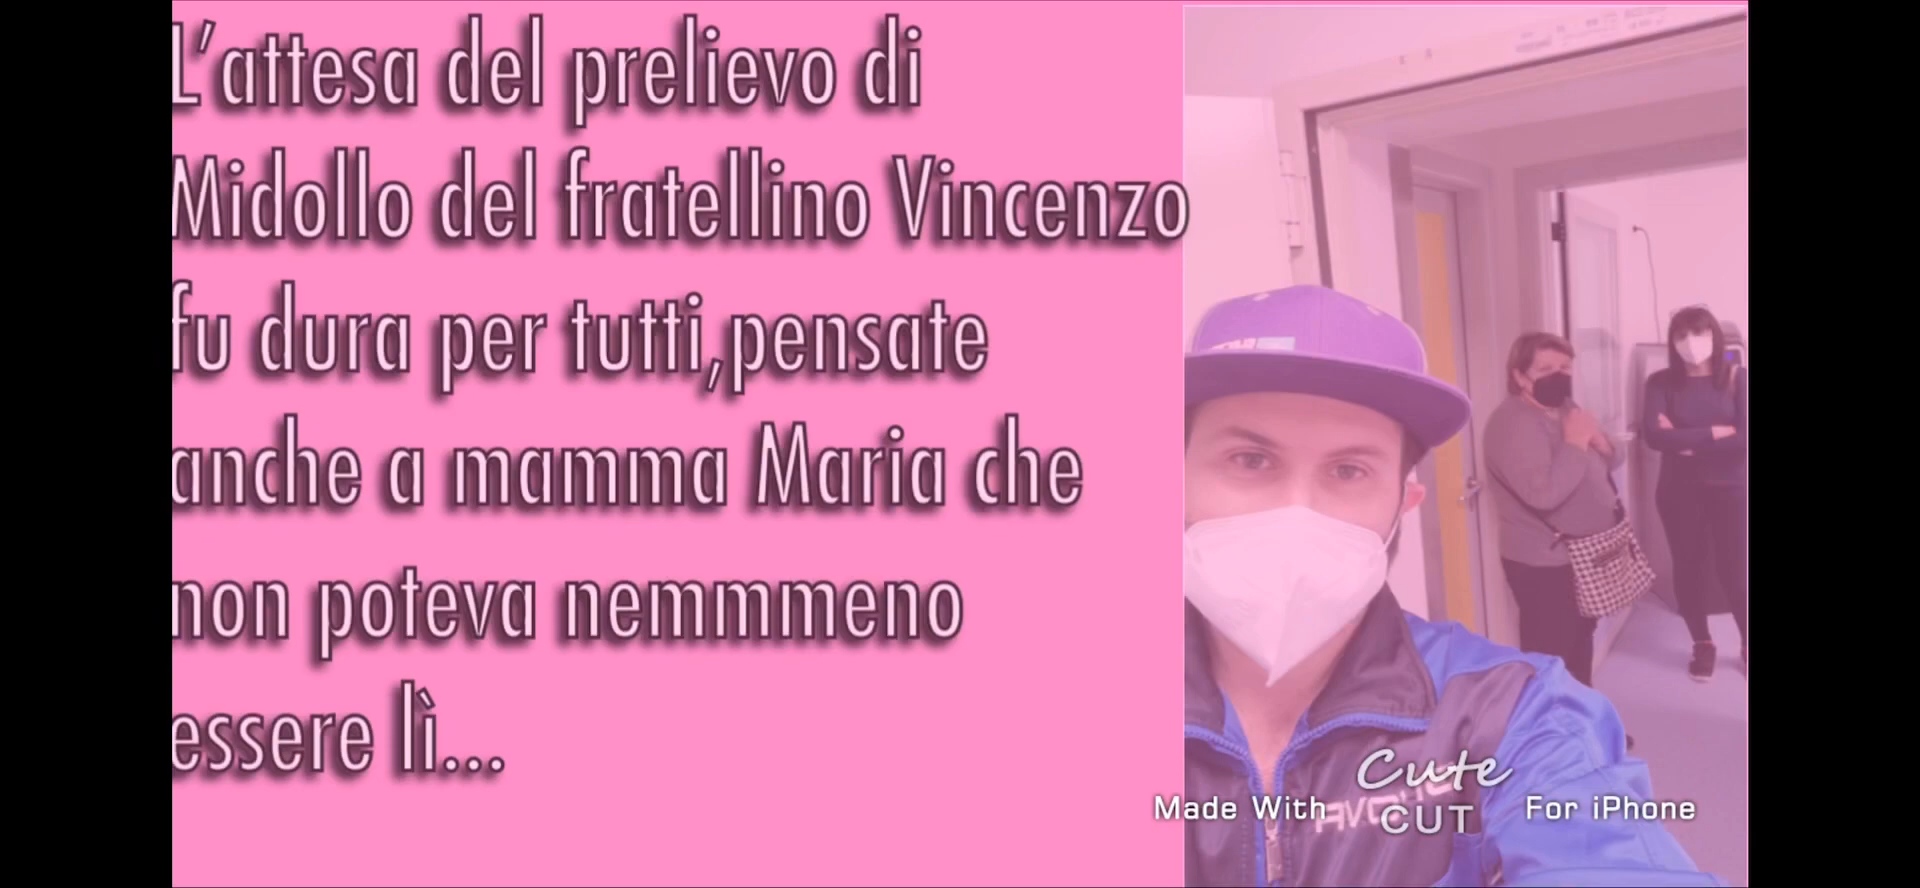 L'attesa del prelievo di
Midollo del fratellino Vincenzo
fu dura per tutti,pensate
anche a mamma Maria che
non poteva nemmmeno
essere lì...
Made With Cute CUT For iPhone